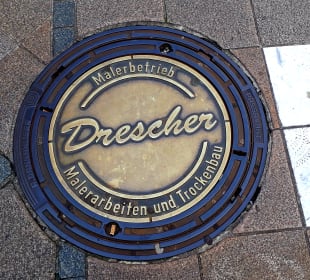 Malerbetrieb
Drescher
Malerarbeiten und Trockenbau